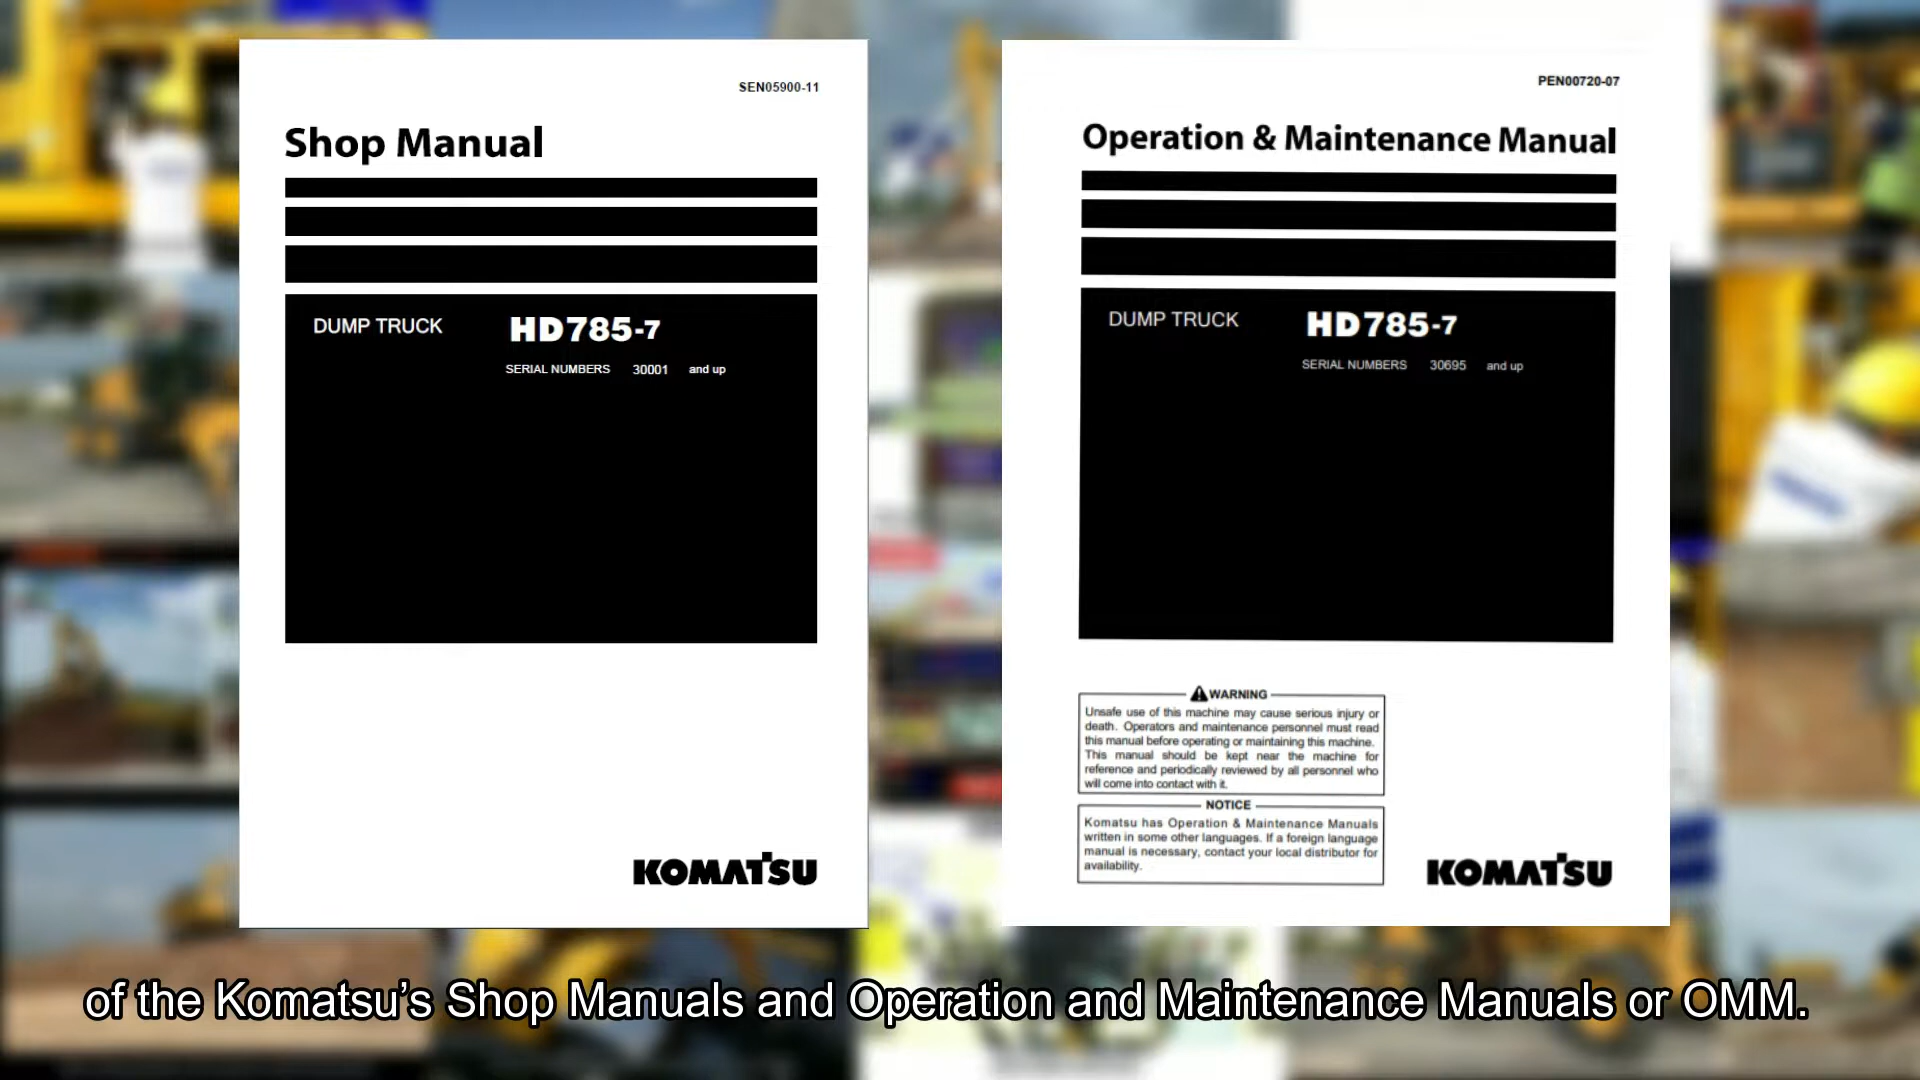 SEN05900-11
Shop Manual
DUMP TRUCK HD785-7
SERIAL NUMBERS 30001 and up
KOMATSU
PEN00720-07
Operation & Maintenance Manual
DUMP TRUCK HD785-7
SERIAL NUMBERS 30695 and up
WARNING
Unsafe use of this machine may cause serious injury or
death. Operators and maintenance personnel must read
this manual before operating or maintaining this machine.
This manual should be kept near the machine for
reference and periodically reviewed by all personnel who
will come into contact with it.
NOTICE
Komatsu has Operation & Maintenance Manuals
written in some other languages. If a foreign language
manual is necessary, contact your local distributor for
availability.
KOMATSU
of the Komatsu’s Shop Manuals and Operation and Maintenance Manuals or OMM.